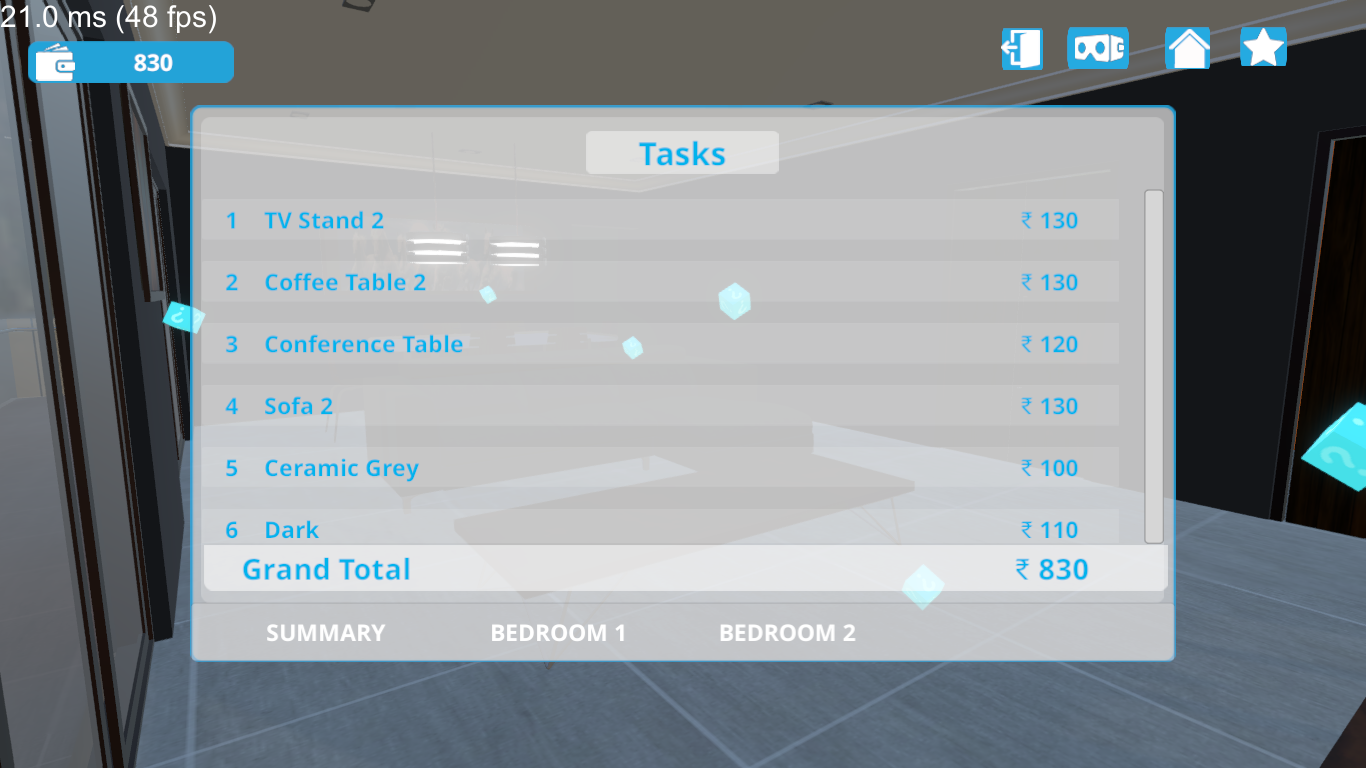 21.0 ms (48 fps)
830
Tasks
1 TV Stand 2 ₹ 130
2 Coffee Table 2 ₹ 130
3 Conference Table ₹ 120
4 Sofa 2 ₹ 130
5 Ceramic Grey ₹ 100
6 Dark ₹ 110
Grand Total ₹ 830
SUMMARY BEDROOM 1 BEDROOM 2